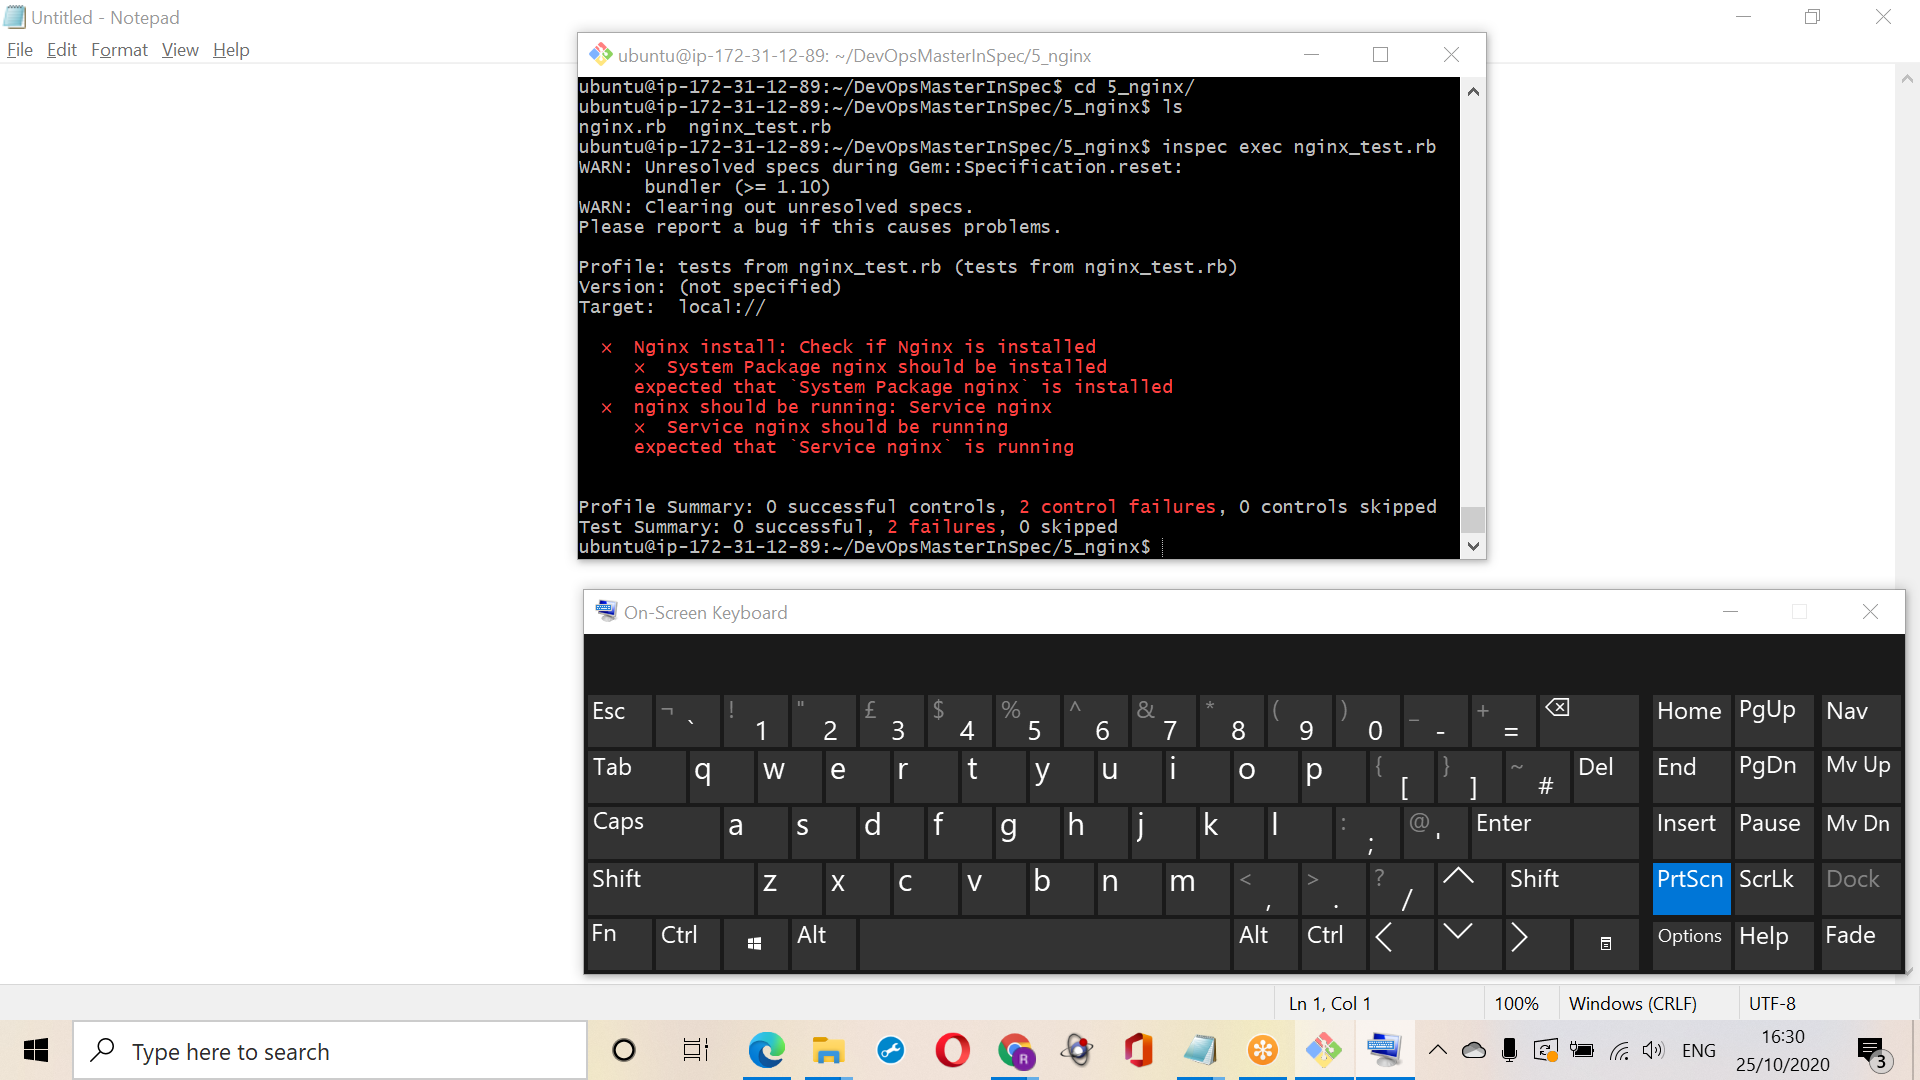 Untitled - Notepad
File Edit Format View Help
ubuntu@ip-172-31-12-89: ~/DevOpsMasterInSpec/5_nginx
ubuntu@ip-172-31-12-89:~/DevOpsMasterInSpec$ cd 5_nginx/
ubuntu@ip-172-31-12-89:~/DevOpsMasterInSpec/5_nginx$ ls
nginx.rb  nginx_test.rb
ubuntu@ip-172-31-12-89:~/DevOpsMasterInSpec/5_nginx$ inspec exec nginx_test.rb
WARN: Unresolved specs during Gem::Specification.reset:
      bundler (>= 1.10)
WARN: Clearing out unresolved specs.
Please report a bug if this causes problems.
Profile: tests from nginx_test.rb (tests from nginx_test.rb)
Version: (not specified)
Target:  local://
×  Nginx install: Check if Nginx is installed
×  System Package nginx should be installed
expected that `System Package nginx` is installed
×  nginx should be running: Service nginx
×  Service nginx should be running
expected that `Service nginx` is running
Profile Summary: 0 successful controls, 2 control failures, 0 controls skipped
Test Summary: 0 successful, 2 failures, 0 skipped
ubuntu@ip-172-31-12-89:~/DevOpsMasterInSpec/5_nginx$
On-Screen Keyboard
Esc ¬ ` ! 1 " 2 £ 3 $ 4 % 5 ^ 6 & 7 * 8 ( 9 ) 0 _ - + = Home PgUp Nav
Tab q w e r t y u i o p { [ } ] ~ # Del End PgDn Mv Up
Caps a s d f g h j k l : ; @ ' Enter Insert Pause Mv Dn
Shift z x c v b n m < , > . ? / Shift PrtScn ScrLk Dock
Fn Ctrl Alt Alt Ctrl Options Help Fade
Ln 1, Col 1 100% Windows (CRLF) UTF-8
Type here to search R ENG 16:30
25/10/2020 3